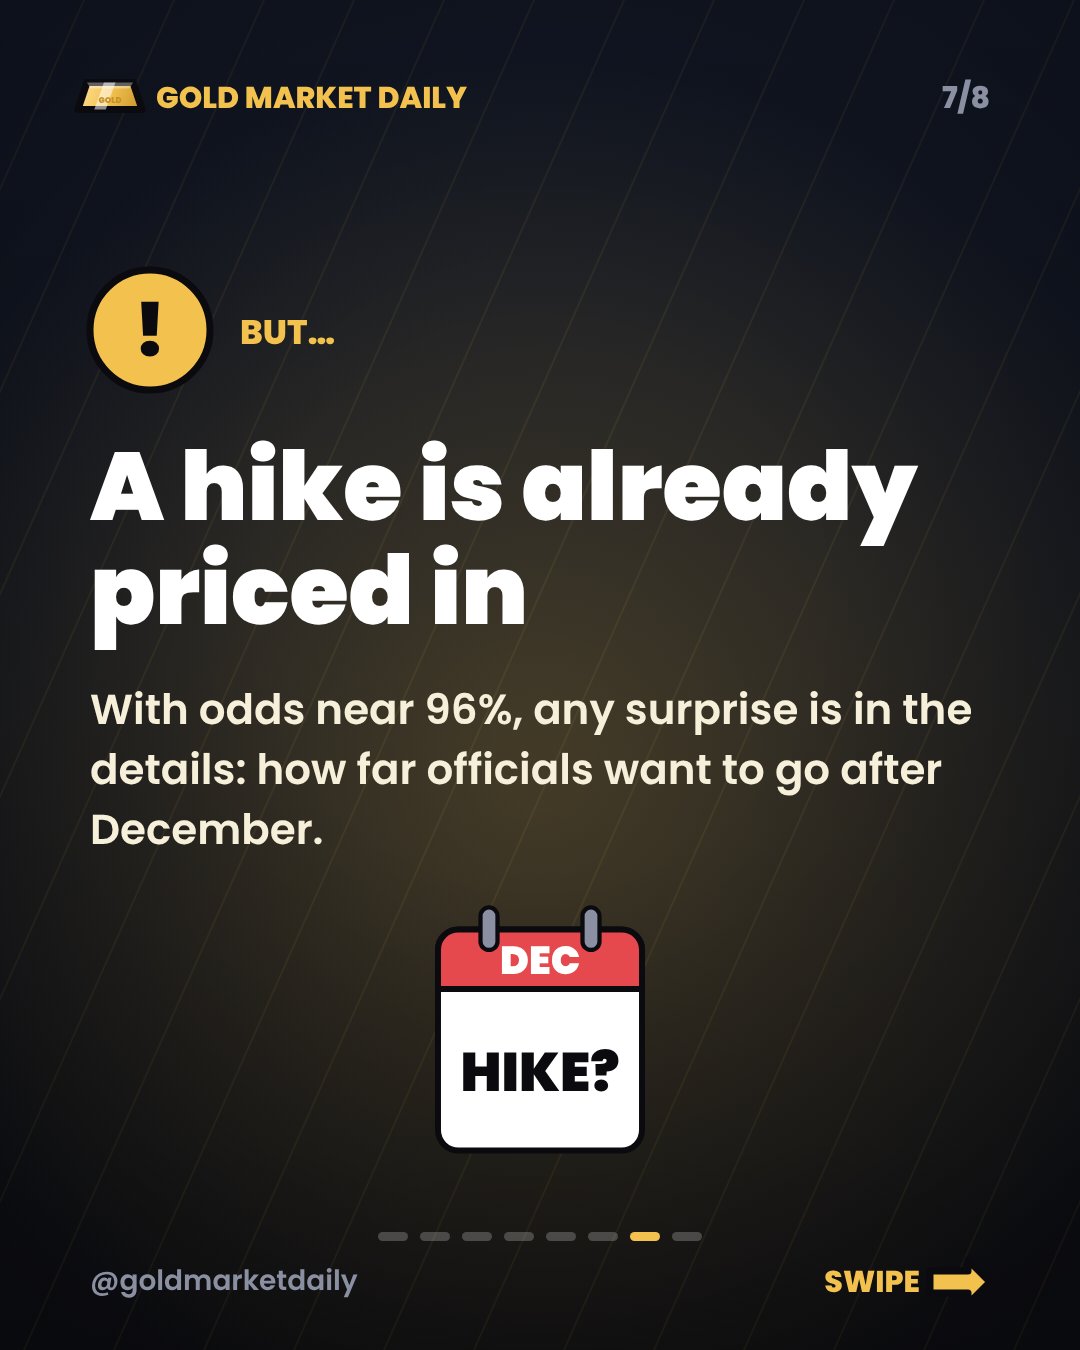 GOLD
GOLD MARKET DAILY
7/8
!
BUT...
A hike is already
priced in
With odds near 96%, any surprise is in the
details: how far officials want to go after
December.
DEC
HIKE?
@goldmarketdaily
SWIPE